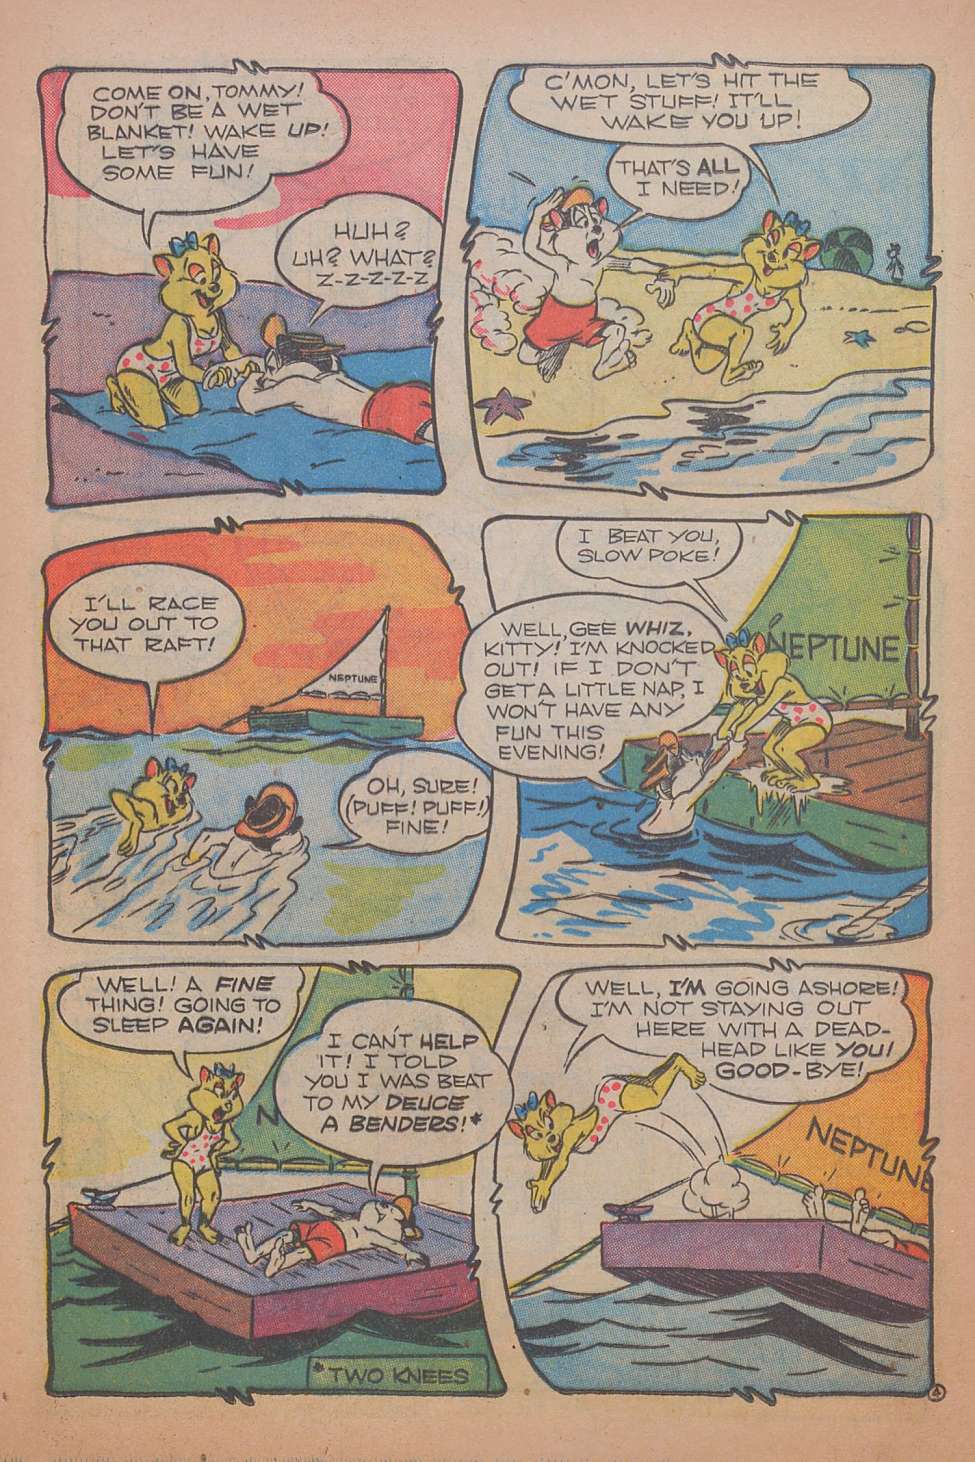 COME ON, TOMMY!
DON'T BE A WET
BLANKET! WAKE UP!
LET'S HAVE
SOME FUN!
HUH?
UH? WHAT?
Z-Z-Z-Z-Z
C'MON, LET'S HIT THE
WET STUFF! IT'LL
WAKE YOU UP!
THAT'S ALL
I NEED!
I'LL RACE
YOU OUT TO
THAT RAFT!
NEPTUNE
OH, SURE!
(PUFF! PUFF!)
FINE!
I BEAT YOU,
SLOW POKE!
WELL, GEE WHIZ,
KITTY! I'M KNOCKED
OUT! IF I DON'T
GET A LITTLE NAP, I
WON'T HAVE ANY
FUN THIS
EVENING!
NEPTUNE
WELL! A FINE
THING! GOING TO
SLEEP AGAIN!
N
I CAN'T HELP
IT! I TOLD
YOU I WAS BEAT
TO MY DEUCE
A BENDERS!*
*TWO KNEES
WELL, I'M GOING ASHORE!
I'M NOT STAYING OUT
HERE WITH A DEAD-
HEAD LIKE YOU!
GOOD-BYE!
NEPTUNE
4